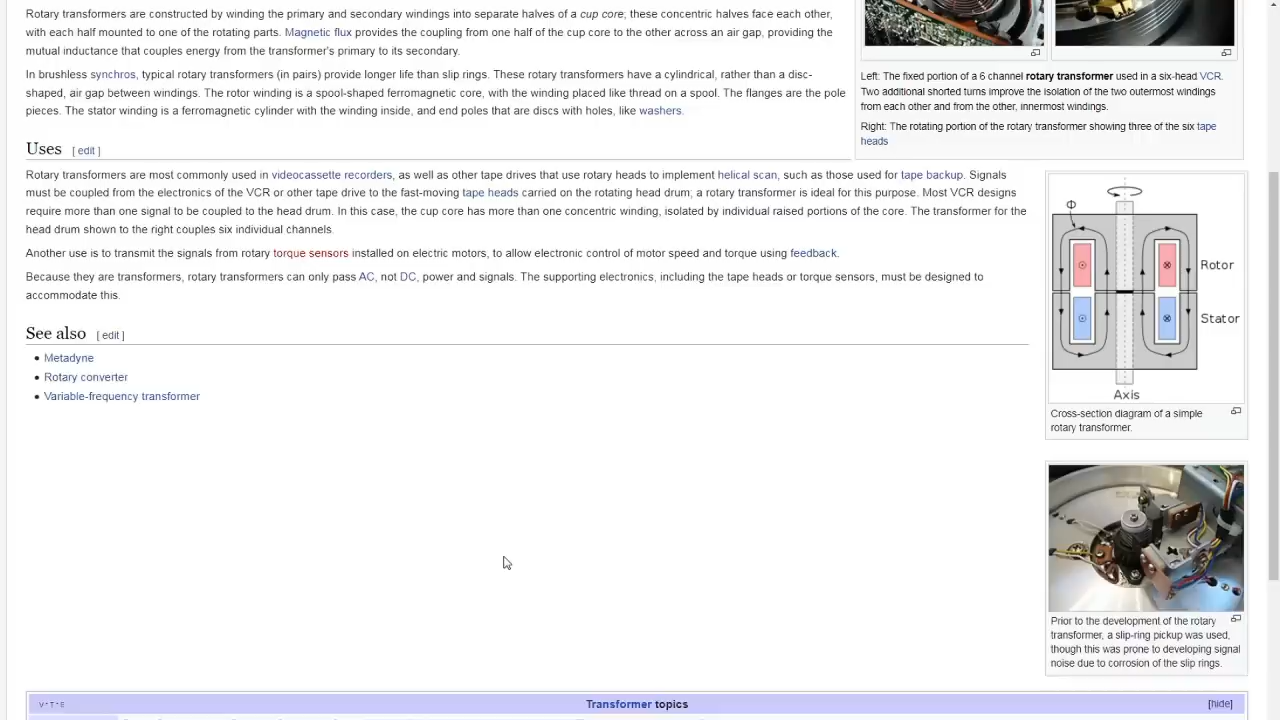 Rotary transformers are constructed by winding the primary and secondary windings into separate halves of a cup core; these concentric halves face each other,
with each half mounted to one of the rotating parts. Magnetic flux provides the coupling from one half of the cup core to the other across an air gap, providing the
mutual inductance that couples energy from the transformer's primary to its secondary.
In brushless synchros, typical rotary transformers (in pairs) provide longer life than slip rings. These rotary transformers have a cylindrical, rather than a disc-
shaped, air gap between windings. The rotor winding is a spool-shaped ferromagnetic core, with the winding placed like thread on a spool. The flanges are the pole
pieces. The stator winding is a ferromagnetic cylinder with the winding inside, and end poles that are discs with holes, like washers.
Left: The fixed portion of a 6 channel rotary transformer used in a six-head VCR.
Two additional shorted turns improve the isolation of the two outermost windings
from each other and from the other, innermost windings.
Right: The rotating portion of the rotary transformer showing three of the six tape
heads
Uses [ edit ]
Rotary transformers are most commonly used in videocassette recorders, as well as other tape drives that use rotary heads to implement helical scan, such as those used for tape backup. Signals
must be coupled from the electronics of the VCR or other tape drive to the fast-moving tape heads carried on the rotating head drum; a rotary transformer is ideal for this purpose. Most VCR designs
require more than one signal to be coupled to the head drum. In this case, the cup core has more than one concentric winding, isolated by individual raised portions of the core. The transformer for the
head drum shown to the right couples six individual channels.
Another use is to transmit the signals from rotary torque sensors installed on electric motors, to allow electronic control of motor speed and torque using feedback.
Because they are transformers, rotary transformers can only pass AC, not DC, power and signals. The supporting electronics, including the tape heads or torque sensors, must be designed to
accommodate this.
See also [ edit ]
Metadyne
Rotary converter
Variable-frequency transformer
Φ
Rotor
Stator
Axis
Cross-section diagram of a simple
rotary transformer.
Prior to the development of the rotary
transformer, a slip-ring pickup was used,
though this was prone to developing signal
noise due to corrosion of the slip rings.
V·T·E
Transformer topics
[hide]